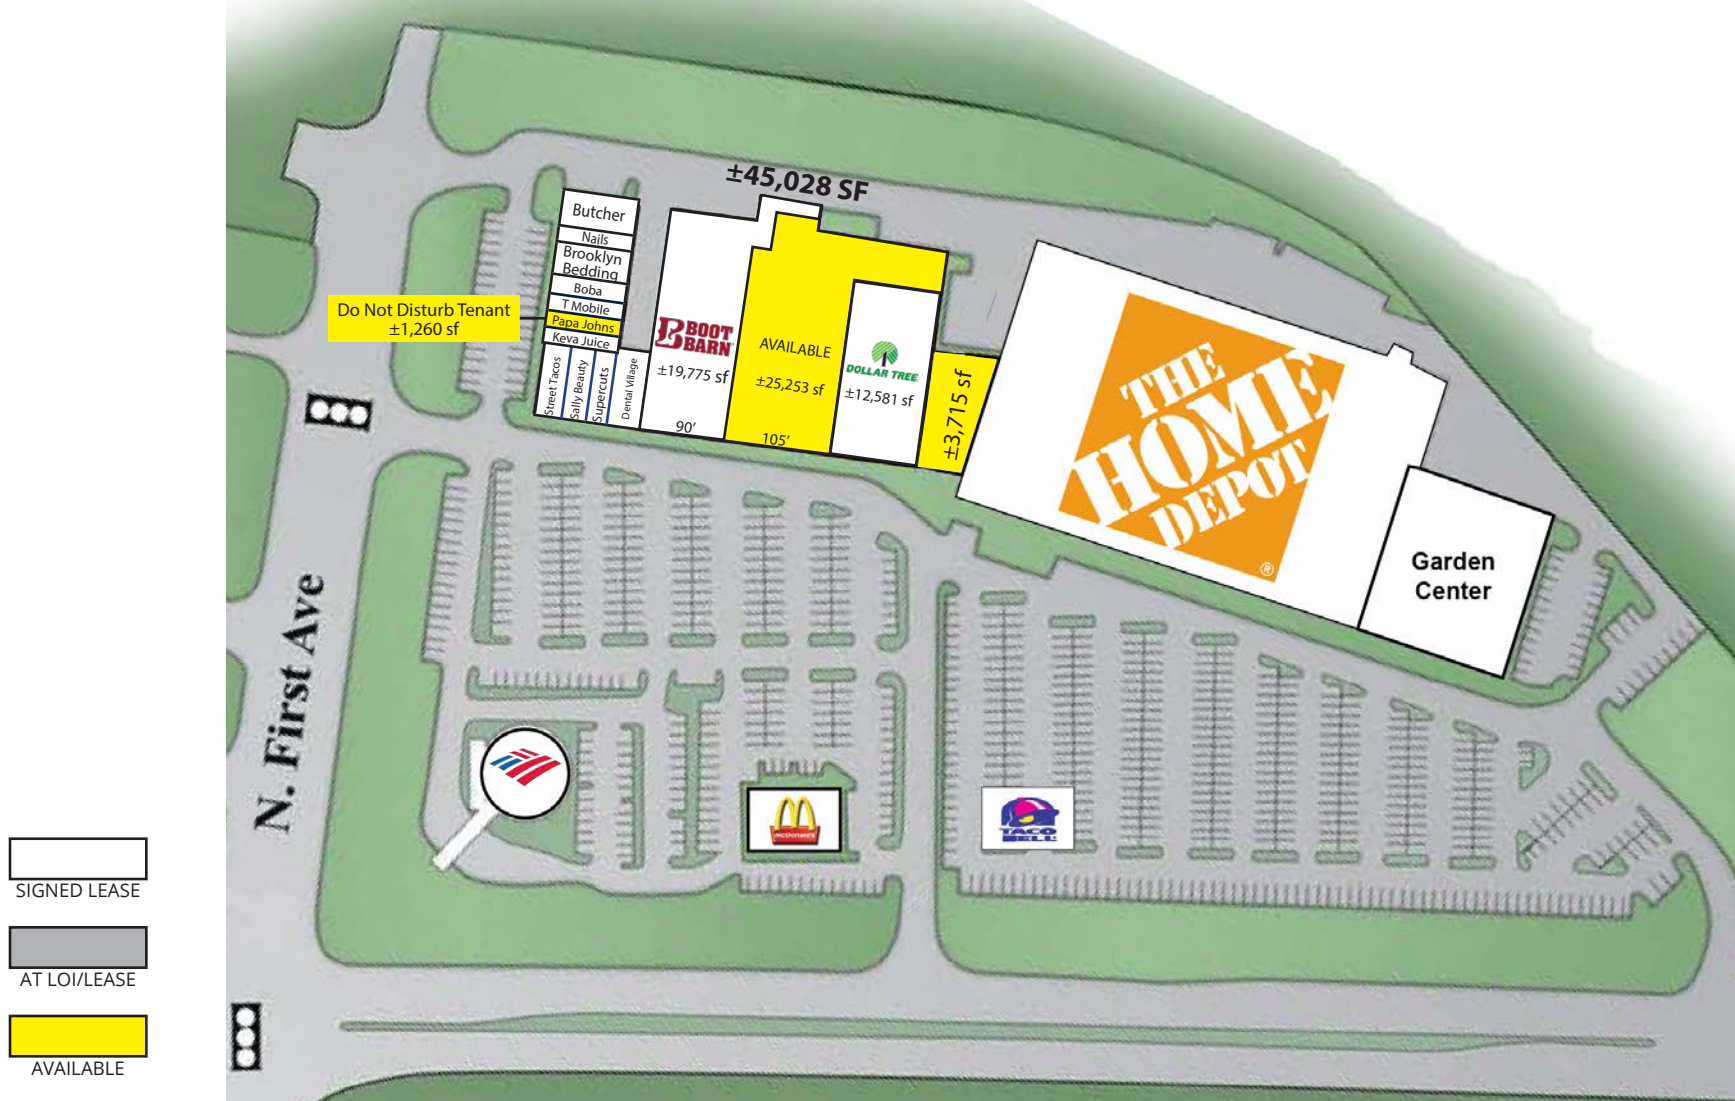 ±45,028 SF
Butcher
Nails
Brooklyn
Bedding
Boba
T Mobile
Papa Johns
Keva Juice
Do Not Disturb Tenant
±1,260 sf
Street Tacos
Sally Beauty
Supercuts
Dental Village
BOOT
BARN
±19,775 sf
90’
AVAILABLE
±25,253 sf
105’
DOLLAR TREE
±12,581 sf
±3,715 sf
THE
HOME
DEPOT
®
Garden
Center
N. First Ave
McDonald's
TACO
BELL
SIGNED LEASE
AT LOI/LEASE
AVAILABLE